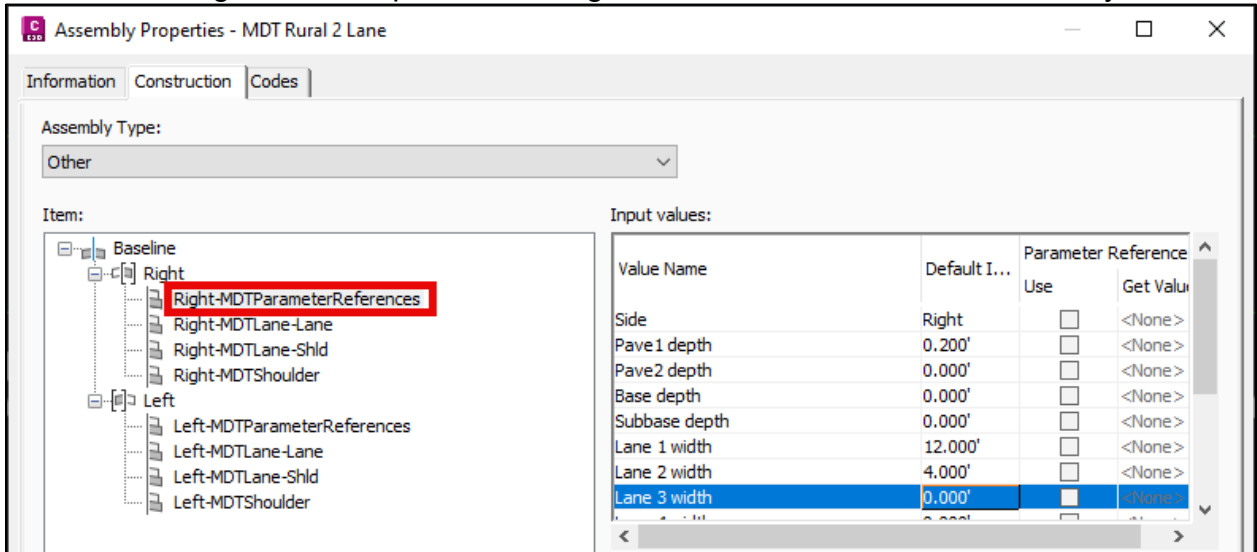 Assembly Properties - MDT Rural 2 Lane
Information Construction Codes
Assembly Type:
Other
Item:
Baseline
Right
Right-MDTParameterReferences
Right-MDTLane-Lane
Right-MDTLane-Shld
Right-MDTShoulder
Left
Left-MDTParameterReferences
Left-MDTLane-Lane
Left-MDTLane-Shld
Left-MDTShoulder
Input values:
Value Name Default I... Parameter Reference
Use Get Valu
Side Right <None>
Pave1 depth 0.200' <None>
Pave2 depth 0.000' <None>
Base depth 0.000' <None>
Subbase depth 0.000' <None>
Lane 1 width 12.000' <None>
Lane 2 width 4.000' <None>
Lane 3 width 0.000' <None>